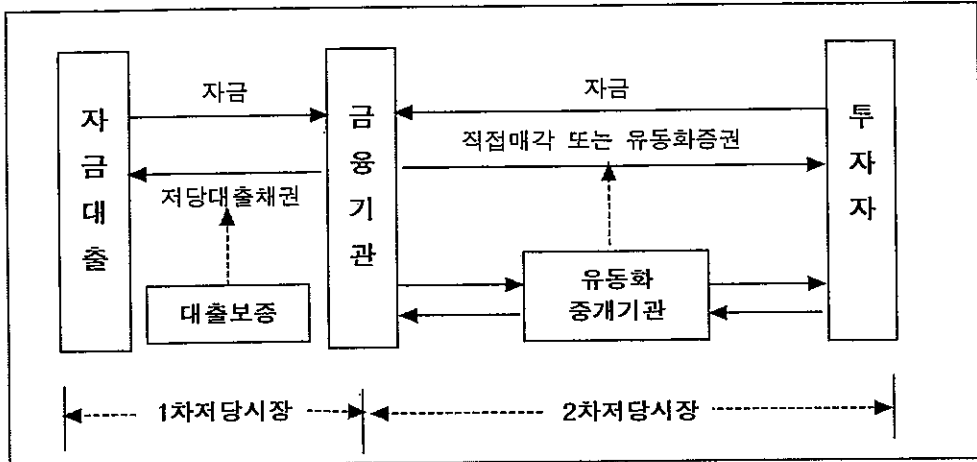 자금대출
자금
저당대출채권
대출보증
금융기관
자금
직접매각 또는 유동화증권
유동화
중개기관
투자자
1차저당시장
2차저당시장